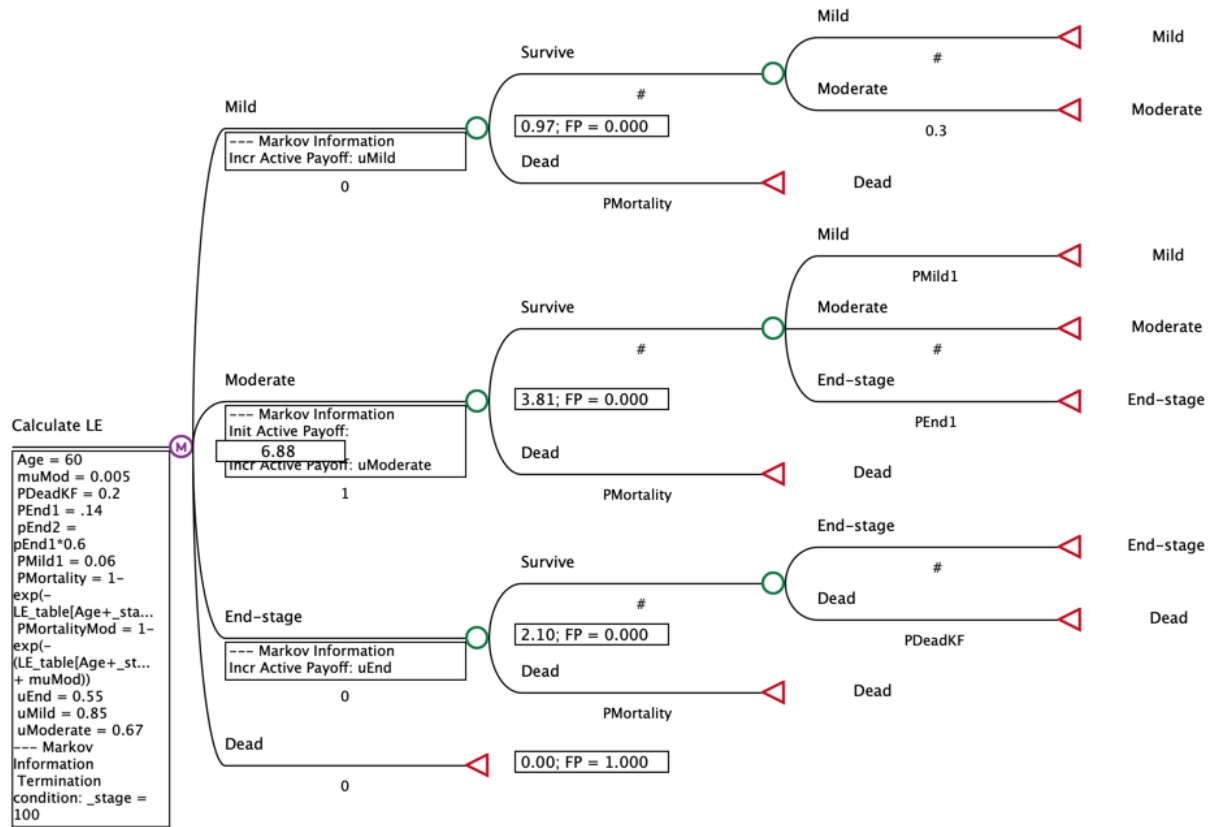 Mild
#
Mild
Moderate
0.3
Moderate
Survive
#
0.97; FP = 0.000
Dead
PMortality
Dead
Mild
--- Markov Information
Incr Active Payoff: uMild
0
Mild
PMild1
Mild
Moderate
#
Moderate
End-stage
PEnd1
End-stage
Survive
#
3.81; FP = 0.000
Dead
PMortality
Dead
Moderate
--- Markov Information
Init Active Payoff:
6.88
Incr Active Payoff: uModerate
1
Calculate LE
M
Age = 60
muMod = 0.005
PDeadKF = 0.2
PEnd1 = .14
pEnd2 =
pEnd1*0.6
PMild1 = 0.06
PMortality = 1-
exp(-
LE_table[Age+_sta...
PMortalityMod = 1-
exp(-
(LE_table[Age+_st...
+ muMod))
uEnd = 0.55
uMild = 0.85
uModerate = 0.67
--- Markov
Information
Termination
condition: _stage =
100
End-stage
#
End-stage
Dead
PDeadKF
Dead
Survive
#
2.10; FP = 0.000
Dead
PMortality
Dead
End-stage
--- Markov Information
Incr Active Payoff: uEnd
0
Dead
0
0.00; FP = 1.000